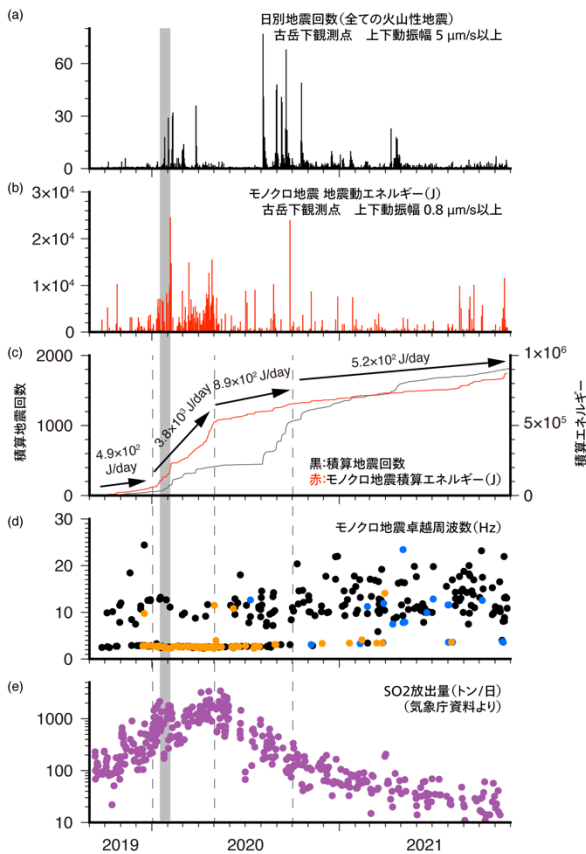 (a)
日別地震回数(全ての火山性地震)
古岳下観測点　上下動振幅 5 μm/s以上
60
30
0
(b)
モノクロ地震 地震動エネルギー(J)
古岳下観測点　上下動振幅 0.8 μm/s以上
3×10⁴
2×10⁴
1×10⁴
0
(c)
積算地震回数
2000
1000
0
4.9×10²
J/day
3.8×10³ J/day
8.9×10² J/day
5.2×10² J/day
黒:積算地震回数
赤:モノクロ地震積算エネルギー(J)
1×10⁶
5×10⁵
0
積算エネルギー
(d)
モノクロ地震卓越周波数(Hz)
30
20
10
0
(e)
SO2放出量(トン/日)
(気象庁資料より)
1000
100
10
2019
2020
2021